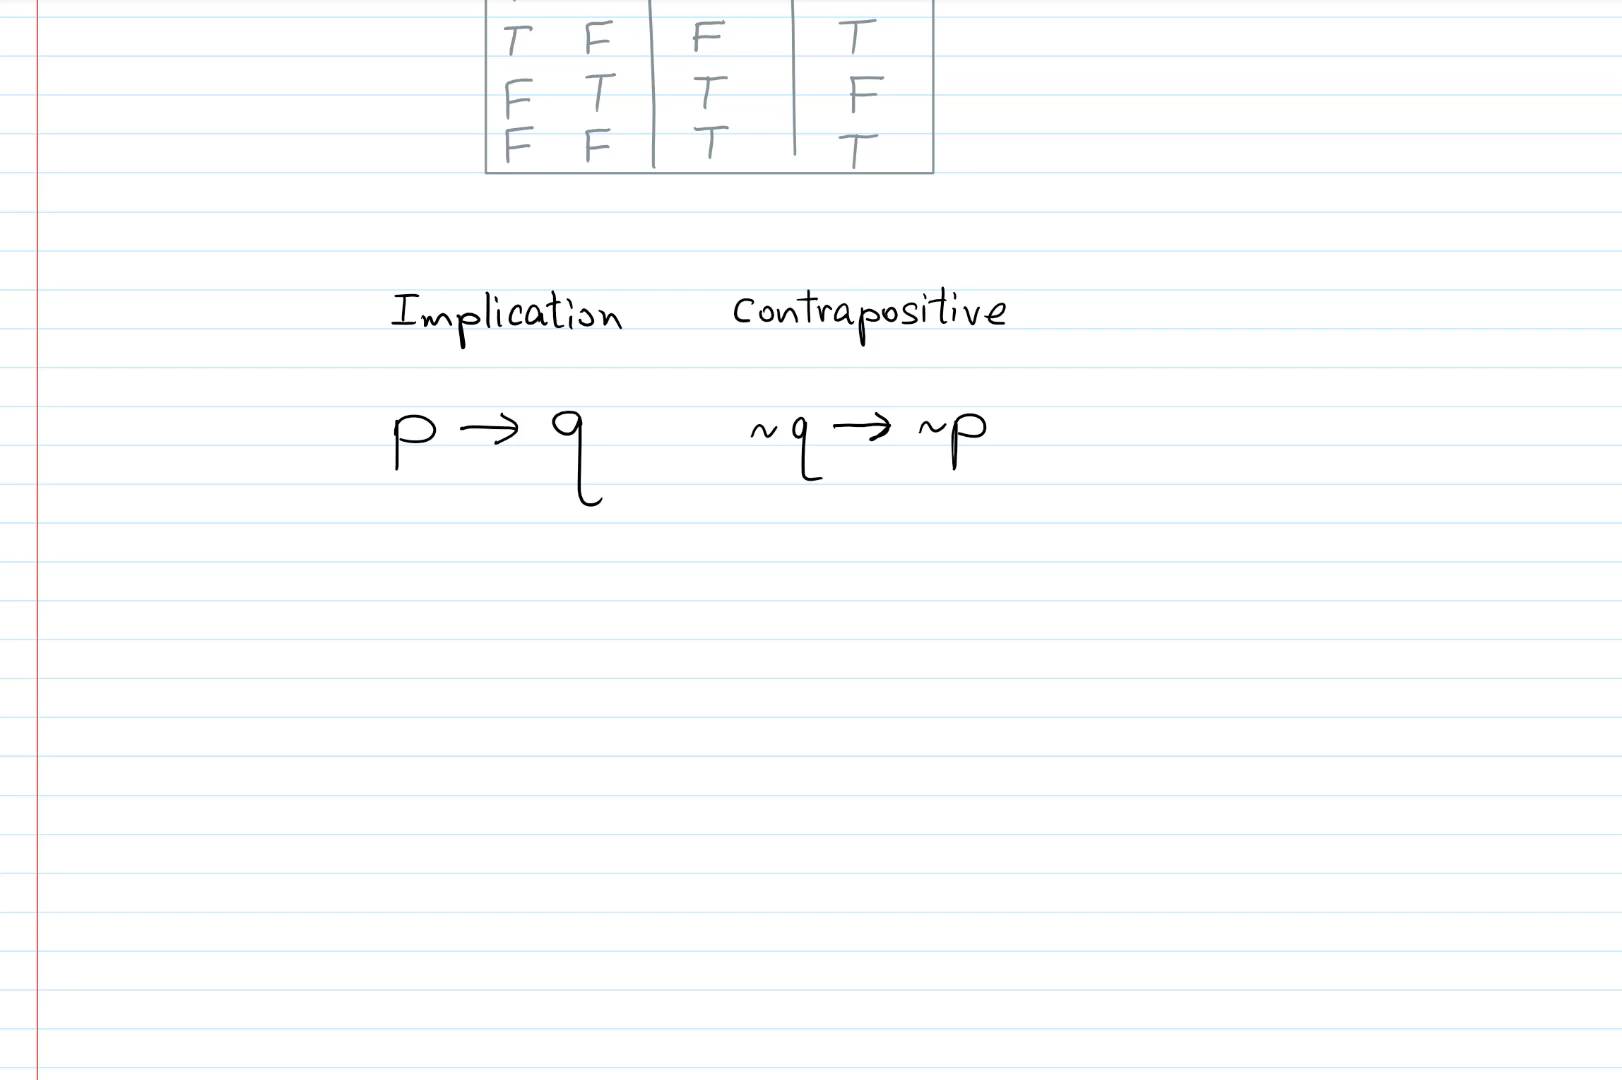 T F F T
F T T F
F F T T
Implication Contrapositive
p → q ~q → ~p